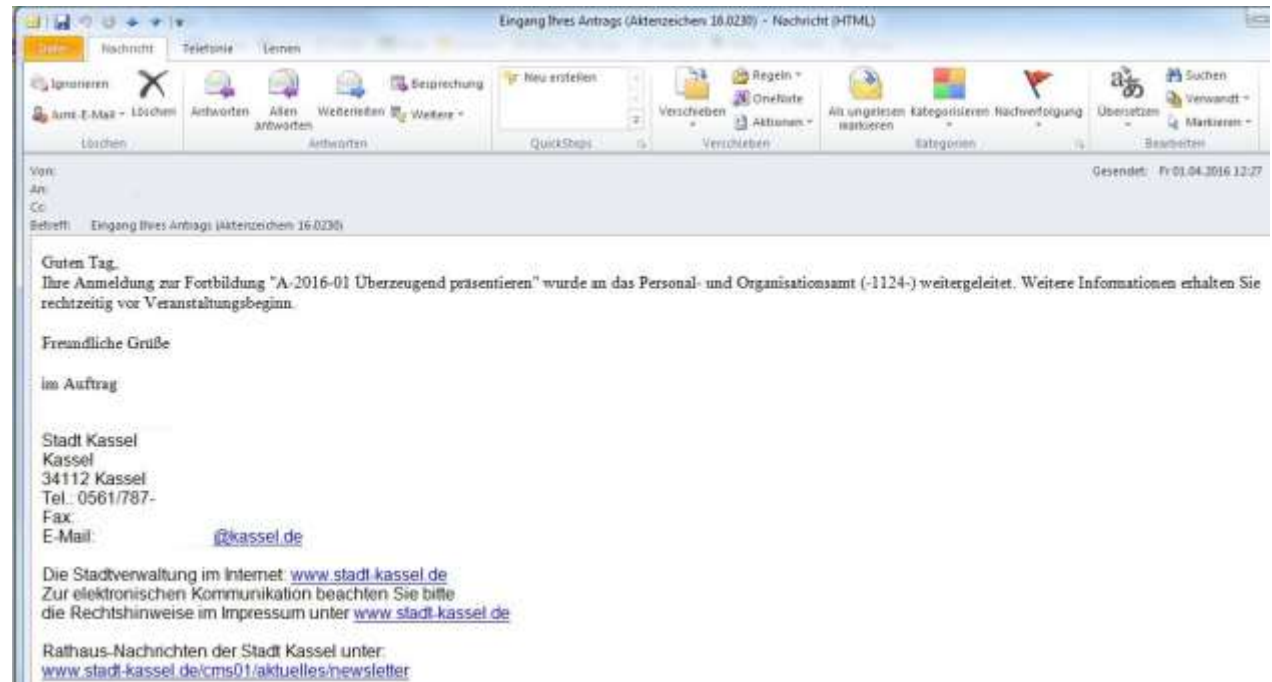 Eingang Ihres Antrags (Aktenzeichen 16.0230) - Nachricht (HTML)
Datei Nachricht Telefonie Lernen
Ignorieren Löschen Antworten Allen antworten Weiterleiten Besprechung Neu erstellen Verschieben Regeln Als ungelesen markieren Kategorisieren Nachverfolgung Übersetzen Suchen
Junk-E-Mail Weitere OneNote Verwandt
Aktionen Markieren
Löschen Antworten QuickSteps Verschieben Kategorien Bearbeiten
Von: Gesendet: Fr 01.04.2016 12:27
An:
Cc:
Betreff: Eingang Ihres Antrags (Aktenzeichen 16.0230)
Guten Tag,
Ihre Anmeldung zur Fortbildung "A-2016-01 Überzeugend präsentieren" wurde an das Personal- und Organisationsamt (-1124-) weitergeleitet. Weitere Informationen erhalten Sie
rechtzeitig vor Veranstaltungsbeginn.
Freundliche Grüße
im Auftrag
Stadt Kassel
Kassel
34112 Kassel
Tel.: 0561/787-
Fax:
E-Mail: @kassel.de
Die Stadtverwaltung im Internet: www.stadt-kassel.de
Zur elektronischen Kommunikation beachten Sie bitte
die Rechtshinweise im Impressum unter www.stadt-kassel.de
Rathaus-Nachrichten der Stadt Kassel unter:
www.stadt-kassel.de/cms01/aktuelles/newsletter